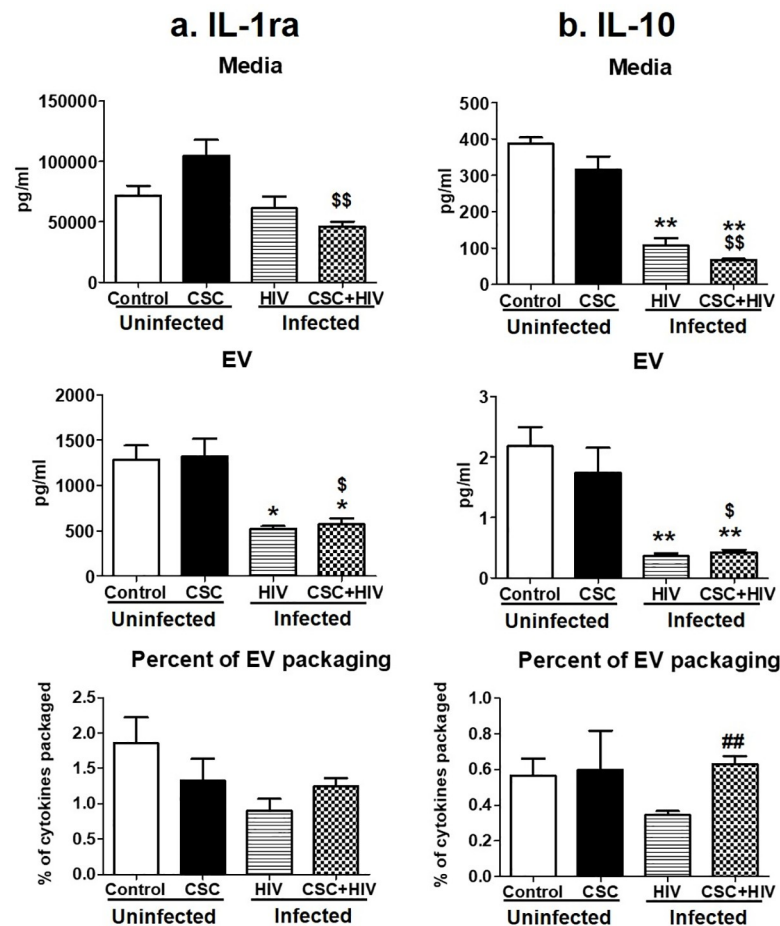 a. IL-1ra
Media
150000
100000
50000
0
pg/ml
$$
Control CSC HIV CSC+HIV
Uninfected Infected
EV
2000
1500
1000
500
0
pg/ml
*
$
*
Control CSC HIV CSC+HIV
Uninfected Infected
Percent of EV packaging
2.5
2.0
1.5
1.0
0.5
0.0
% of cytokines packaged
Control CSC HIV CSC+HIV
Uninfected Infected
b. IL-10
Media
500
400
300
200
100
0
pg/ml
**
**
$$
Control CSC HIV CSC+HIV
Uninfected Infected
EV
3
2
1
0
pg/ml
**
$
**
Control CSC HIV CSC+HIV
Uninfected Infected
Percent of EV packaging
1.0
0.8
0.6
0.4
0.2
0.0
% of cytokines packaged
##
Control CSC HIV CSC+HIV
Uninfected Infected